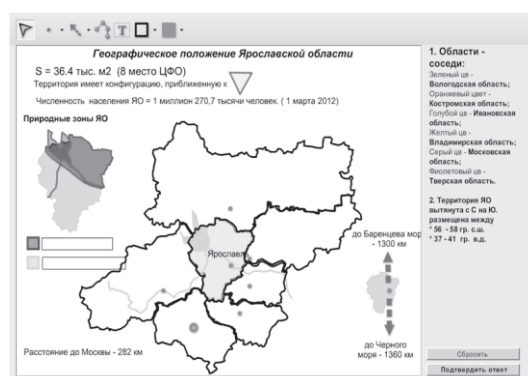 Географическое положение Ярославской области
S = 36.4 тыс. м2 (8 место ЦФО)
Территория имеет конфигурацию, приближенную к
Численность населения ЯО = 1 миллион 270,7 тысячи человек. ( 1 марта 2012)
Природные зоны ЯО
Ярославл
до Баренцева мор
- 1300 км
до Черного
моря - 1360 км
Расстояние до Москвы - 282 км
1. Области -
соседи:
Зеленый цв -
Вологодская область;
Оранжевый цвет -
Костромская область;
Голубой цв - Ивановская
область;
Желтый цв -
Владимирская область;
Серый цв - Московская
область;
Фиолетовый цв -
Тверская область.
2. Территория ЯО
вытянута с С на Ю.
размещена между
* 56 - 58 гр. с.ш.
* 37 - 41 гр. в.д.
Сбросить
Подтвердить ответ